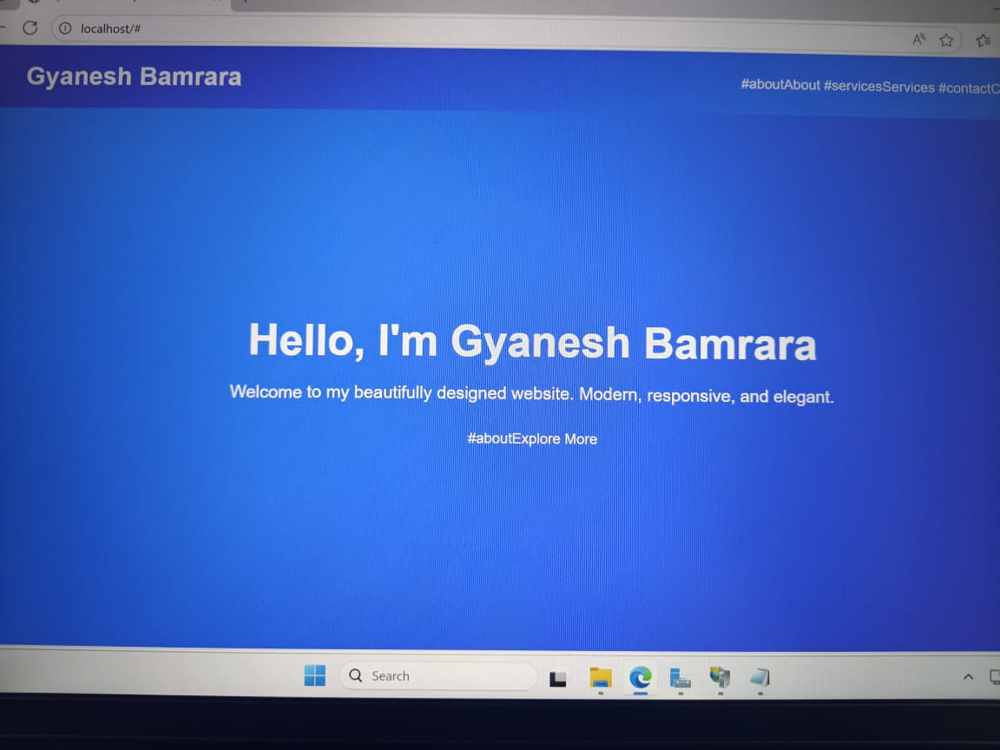 localhost/#
Gyanesh Bamrara
#aboutAbout #servicesServices #contactC
Hello, I'm Gyanesh Bamrara
Welcome to my beautifully designed website. Modern, responsive, and elegant.
#aboutExplore More
Search